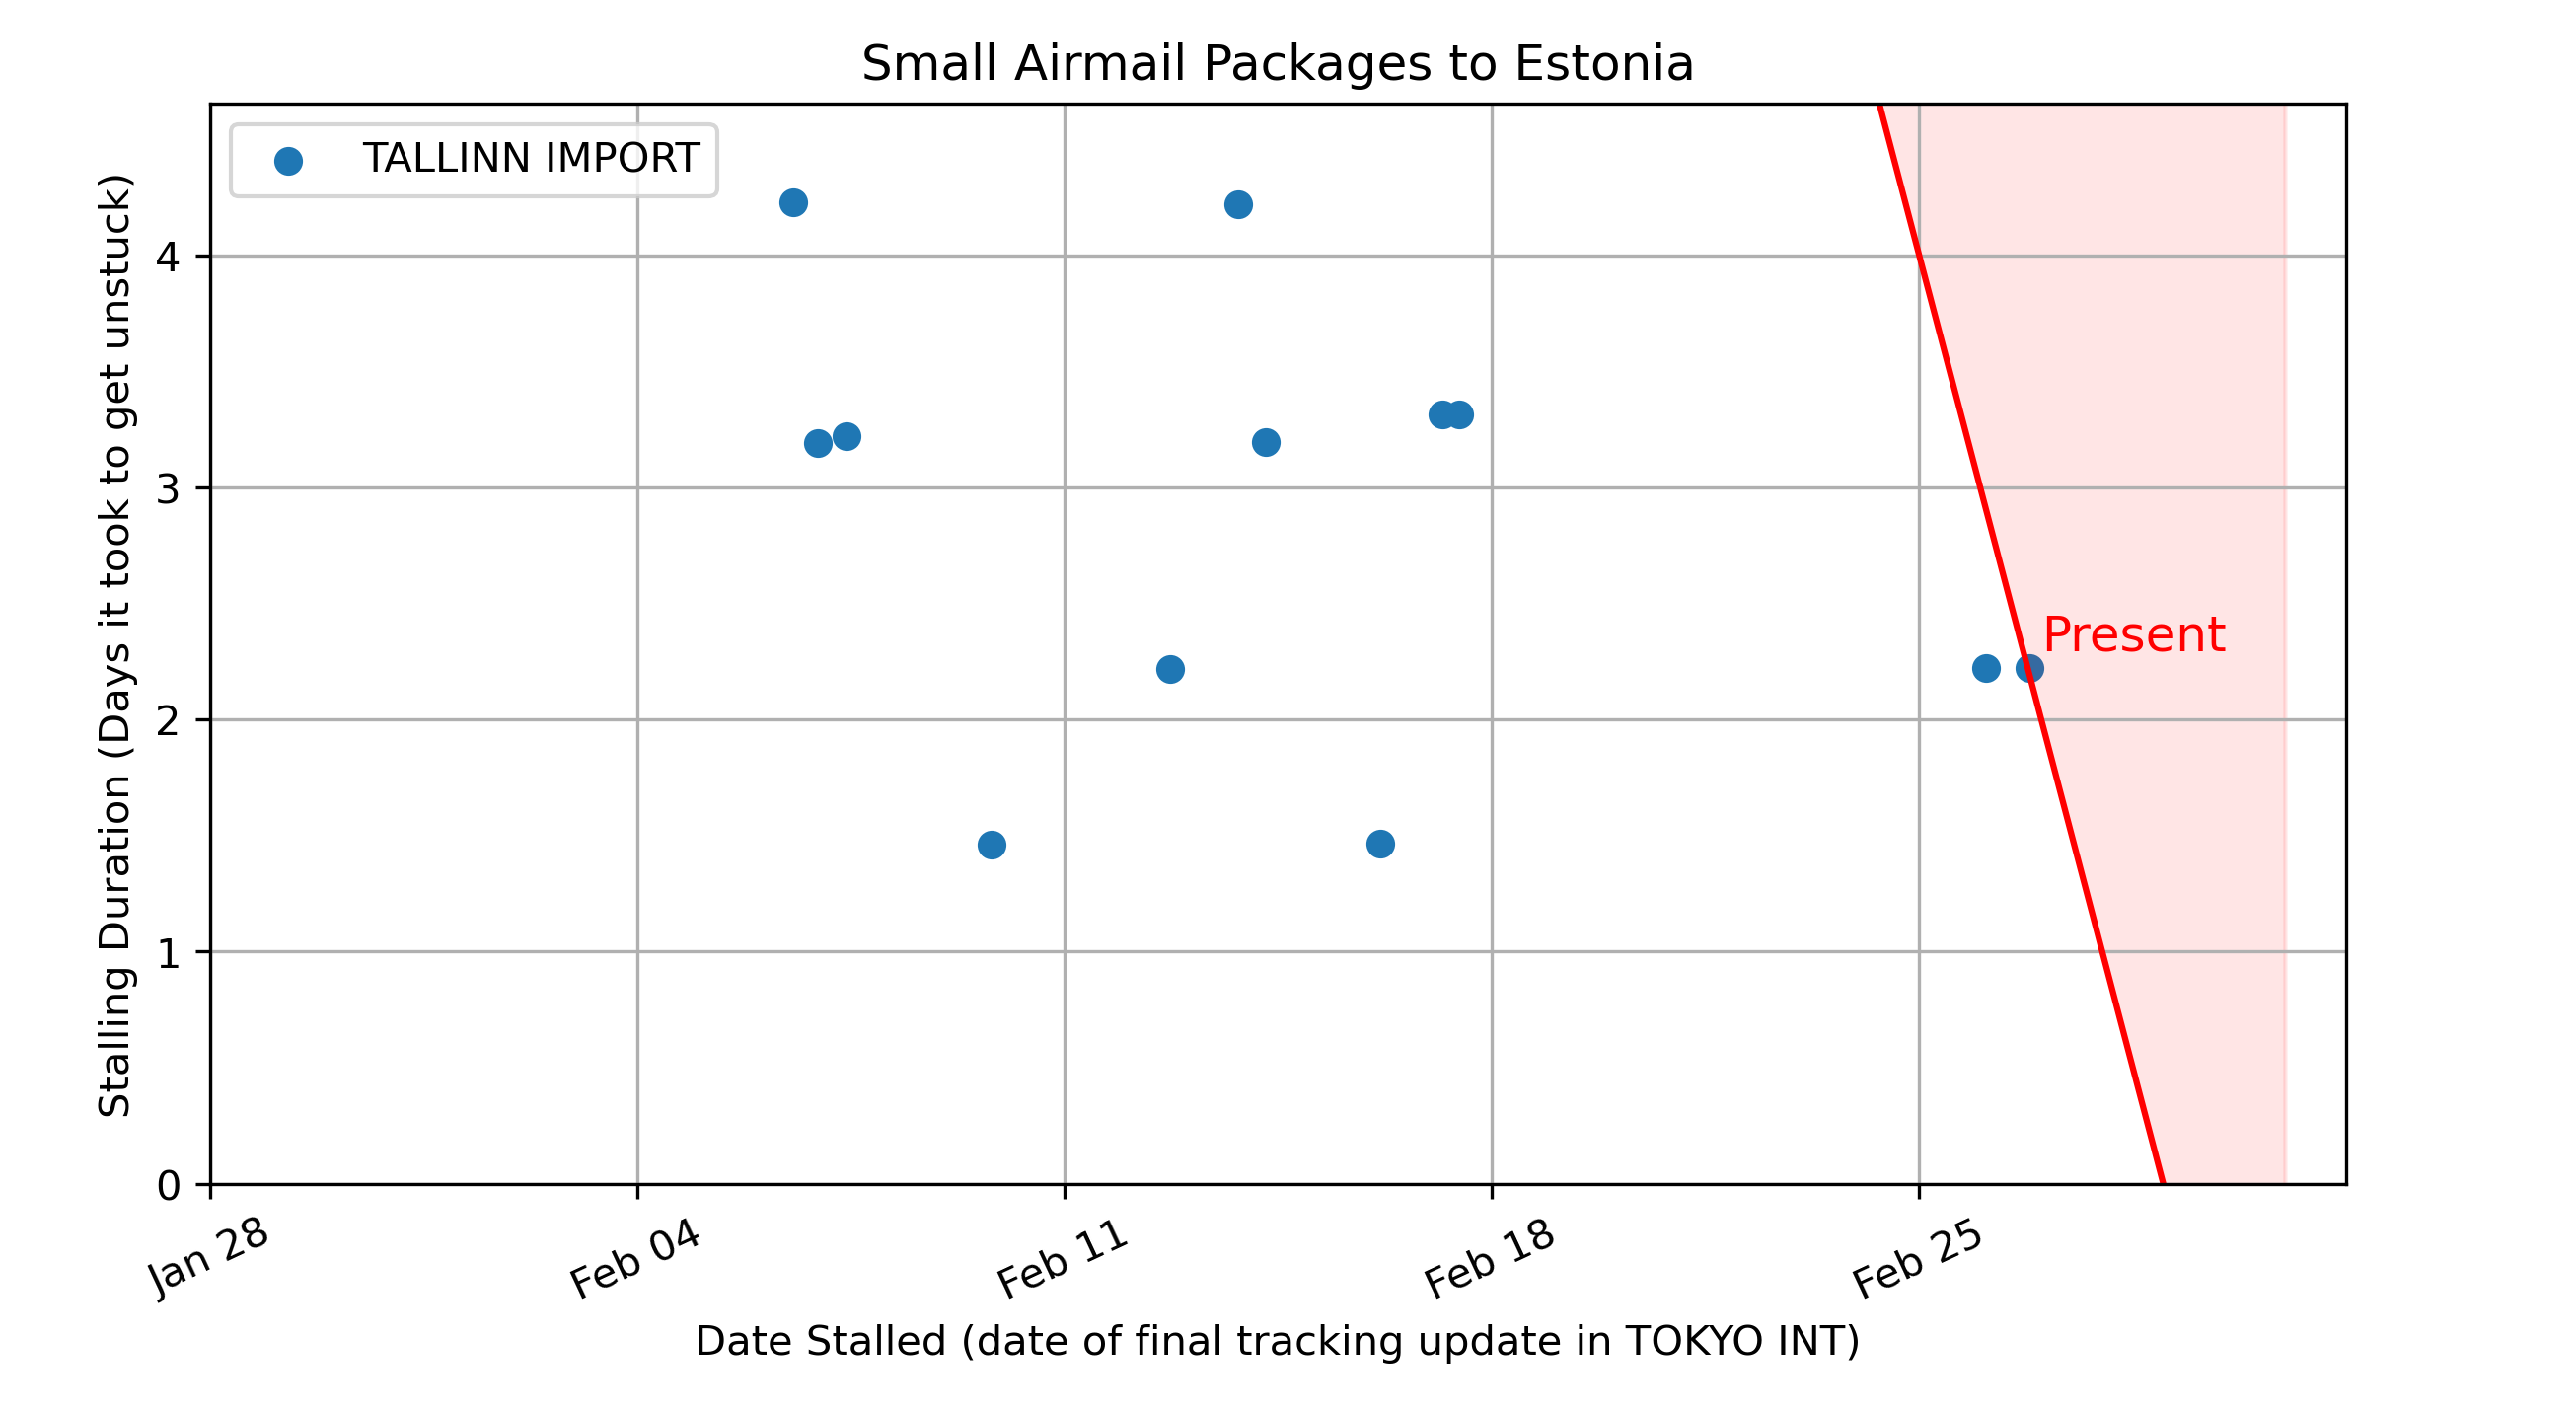 Small Airmail Packages to Estonia
TALLINN IMPORT
Stalling Duration (Days it took to get unstuck)
4
3
2
1
0
Present
Jan 28
Feb 04
Feb 11
Feb 18
Feb 25
Date Stalled (date of final tracking update in TOKYO INT)